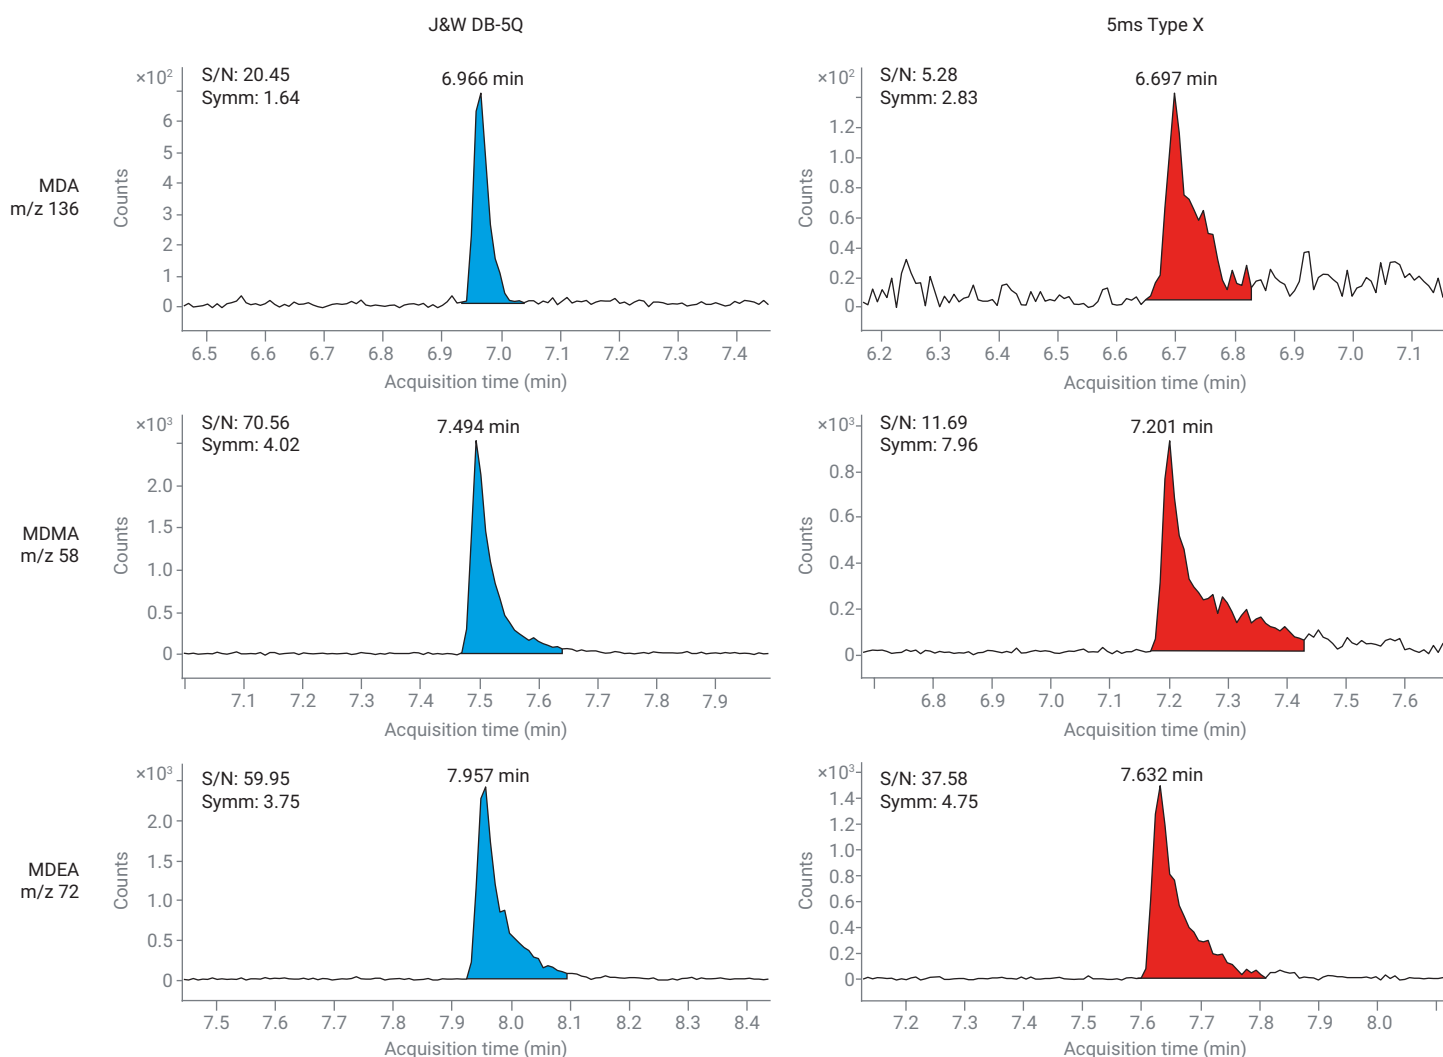 J&W DB-5Q
5ms Type X
MDA
m/z 136
×10²
S/N: 20.45
Symm: 1.64
6.966 min
Counts
6
5
4
3
2
1
0
6.5 6.6 6.7 6.8 6.9 7.0 7.1 7.2 7.3 7.4
Acquisition time (min)
×10²
S/N: 5.28
Symm: 2.83
6.697 min
Counts
1.2
1.0
0.8
0.6
0.4
0.2
0
6.2 6.3 6.4 6.5 6.6 6.7 6.8 6.9 7.0 7.1
Acquisition time (min)
MDMA
m/z 58
×10³
S/N: 70.56
Symm: 4.02
7.494 min
Counts
2.0
1.5
1.0
0.5
0
7.1 7.2 7.3 7.4 7.5 7.6 7.7 7.8 7.9
Acquisition time (min)
×10³
S/N: 11.69
Symm: 7.96
7.201 min
Counts
0.8
0.6
0.4
0.2
0
6.8 6.9 7.0 7.1 7.2 7.3 7.4 7.5 7.6
Acquisition time (min)
MDEA
m/z 72
×10³
S/N: 59.95
Symm: 3.75
7.957 min
Counts
2.0
1.5
1.0
0.5
0
7.5 7.6 7.7 7.8 7.9 8.0 8.1 8.2 8.3 8.4
Acquisition time (min)
×10³
S/N: 37.58
Symm: 4.75
7.632 min
Counts
1.4
1.2
1.0
0.8
0.6
0.4
0.2
0
7.2 7.3 7.4 7.5 7.6 7.7 7.8 7.9 8.0
Acquisition time (min)